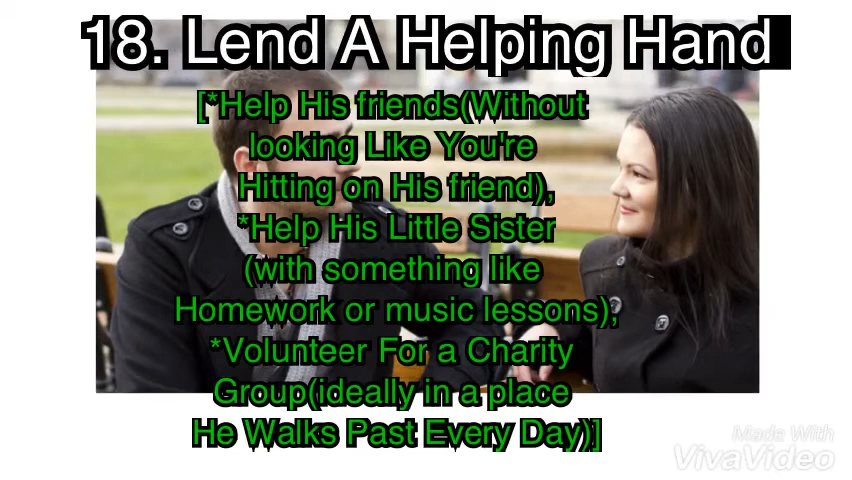 18. Lend A Helping Hand
[*Help His friends(Without
looking Like You're
Hitting on His friend),
*Help His Little Sister
(with something like
Homework or music lessons),
*Volunteer For a Charity
Group(ideally in a place
He Walks Past Every Day)]
Made With
VivaVideo